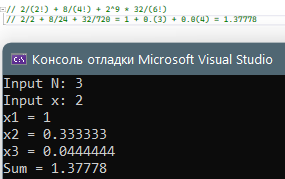 // 2/(2!) + 8/(4!) + 2^9 * 32/(6!)
// 2/2 + 8/24 + 32/720 = 1 + 0.(3) + 0.0(4) = 1.37778
Консоль отладки Microsoft Visual Studio
Input N: 3
Input x: 2
x1 = 1
x2 = 0.333333
x3 = 0.0444444
Sum = 1.37778